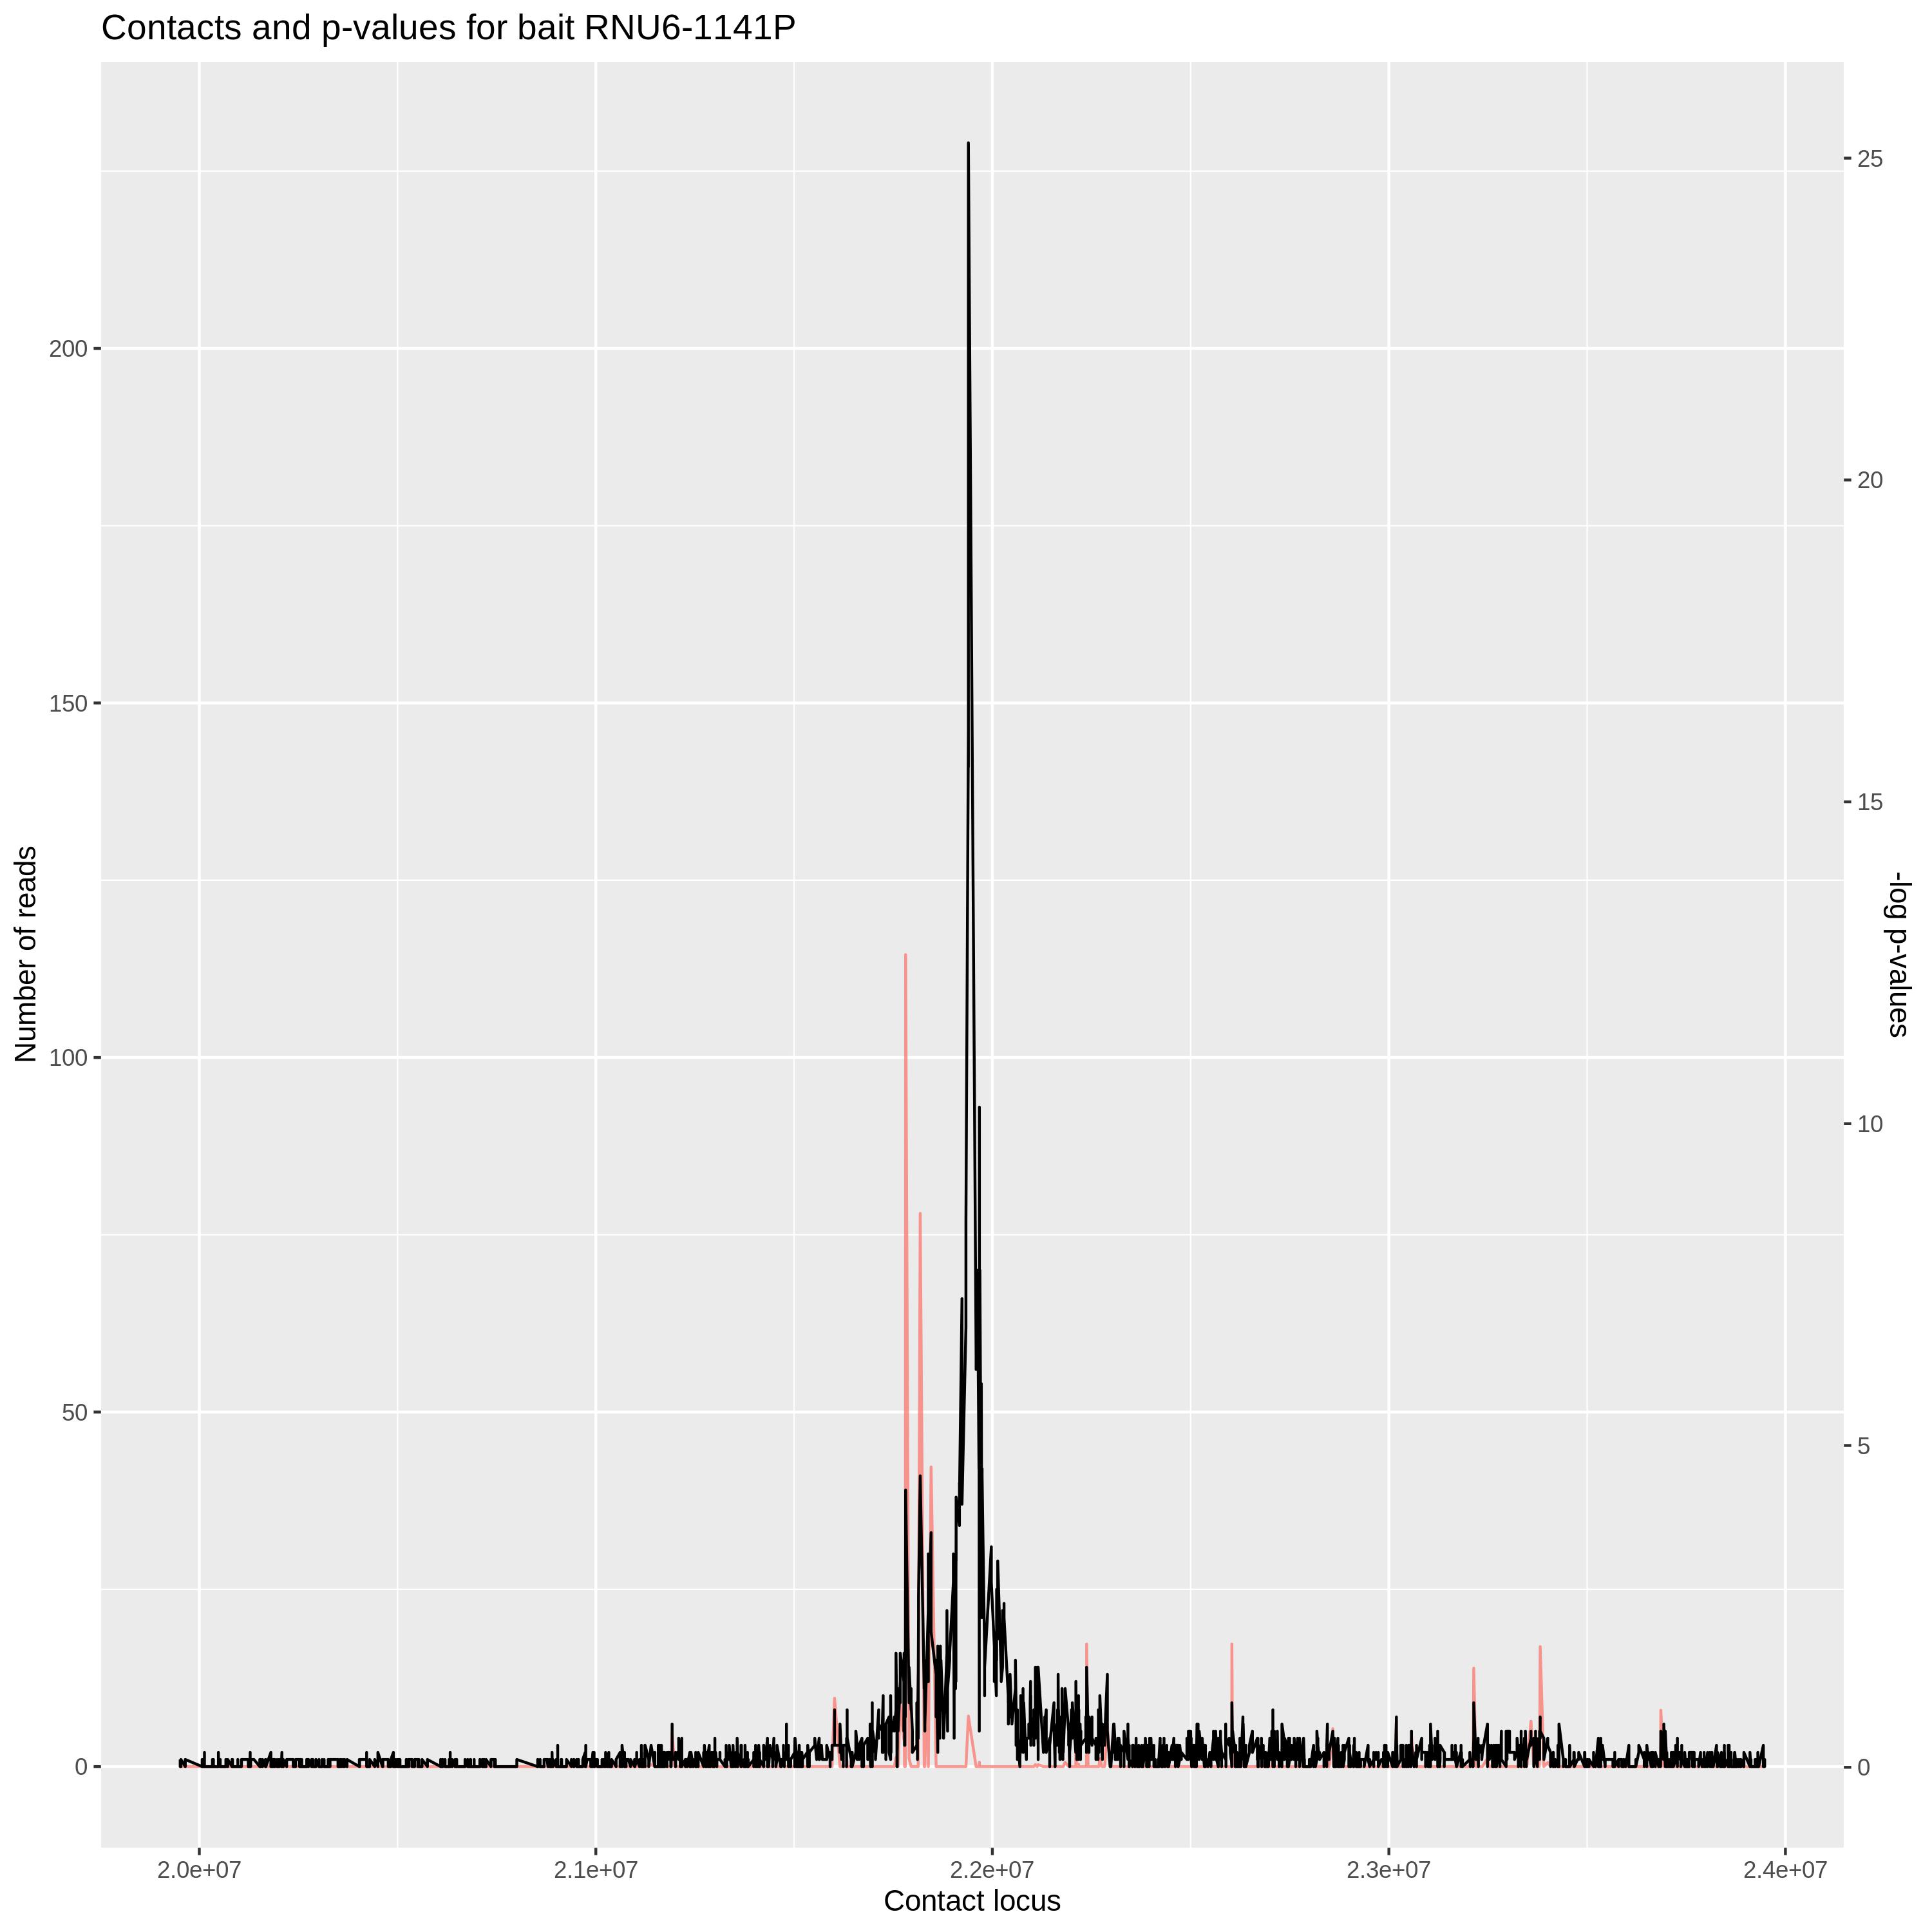 Contacts and p-values for bait RNU6-1141P
Number of reads
200
150
100
50
0
25
20
15
10
5
0
-log p-values
2.0e+07
2.1e+07
2.2e+07
2.3e+07
2.4e+07
Contact locus